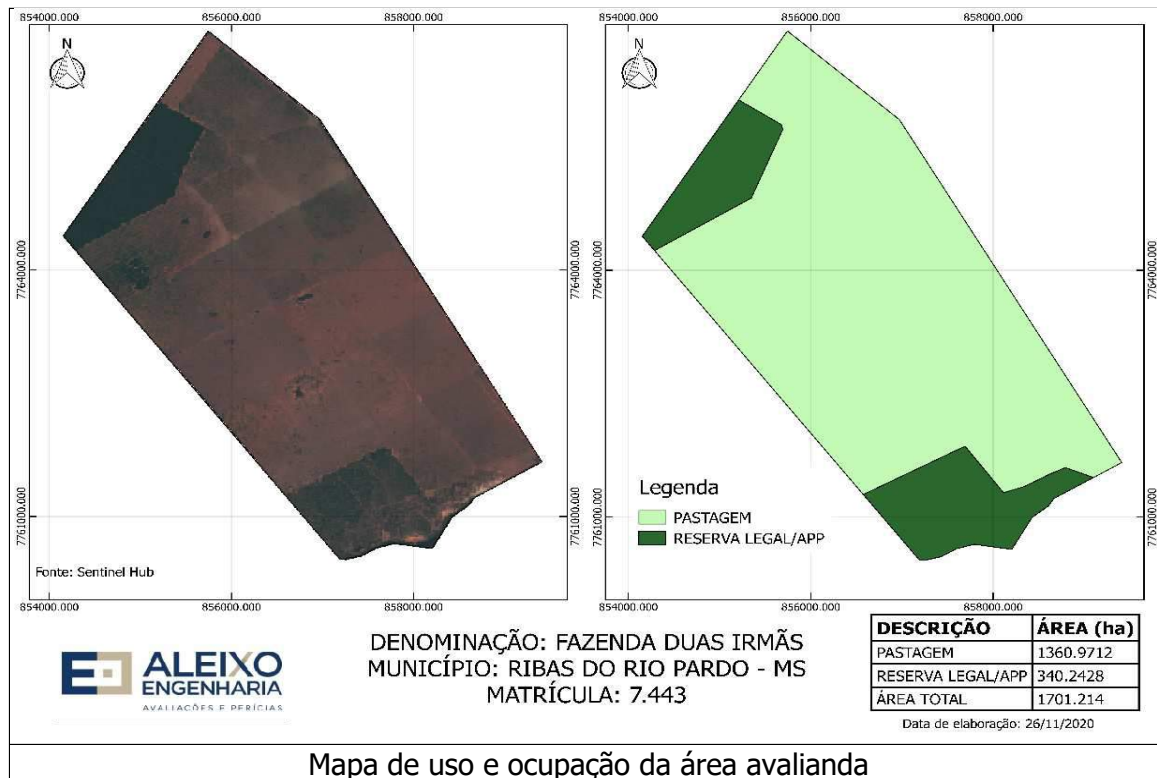 854000.000 856000.000 858000.000
N
7764000.000 7764000.000
7761000.000 7761000.000
Fonte: Sentinel Hub
854000.000 856000.000 858000.000
854000.000 856000.000 858000.000
N
7764000.000 7764000.000
7761000.000 7761000.000
Legenda
PASTAGEM
RESERVA LEGAL/APP
854000.000 856000.000 858000.000
ALEIXO
ENGENHARIA
AVALIAÇÕES E PERÍCIAS
DENOMINAÇÃO: FAZENDA DUAS IRMÃS
MUNICÍPIO: RIBAS DO RIO PARDO - MS
MATRÍCULA: 7.443
DESCRIÇÃO ÁREA (ha)
PASTAGEM 1360.9712
RESERVA LEGAL/APP 340.2428
ÁREA TOTAL 1701.214
Data de elaboração: 26/11/2020
Mapa de uso e ocupação da área avalianda